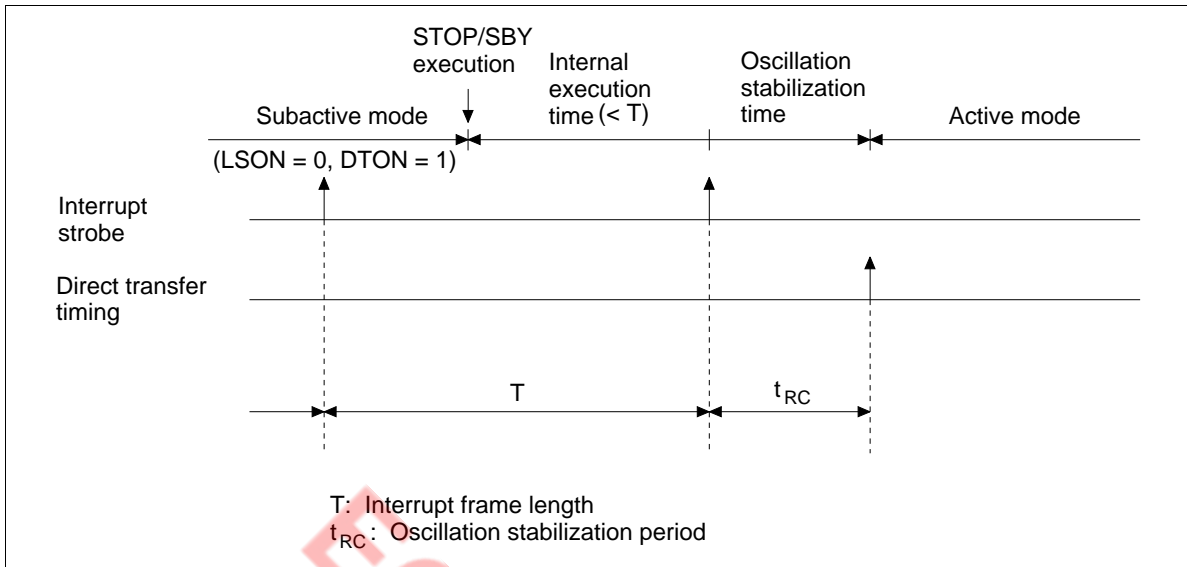 STOP/SBY
execution
Internal
execution
time (< T)
Oscillation
stabilization
time
Subactive mode
Active mode
(LSON = 0, DTON = 1)
Interrupt
strobe
Direct transfer
timing
T
tRC
T: Interrupt frame length
tRC: Oscillation stabilization period